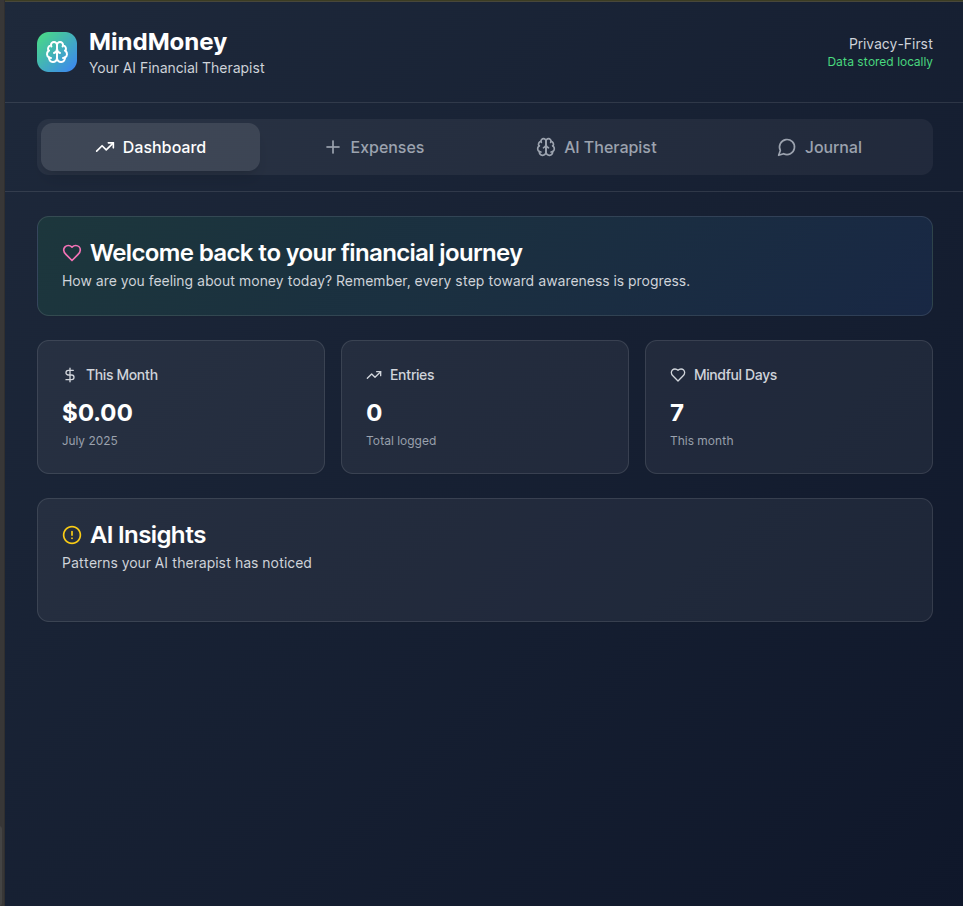 MindMoney
Your AI Financial Therapist
Privacy-First
Data stored locally
Dashboard
Expenses
AI Therapist
Journal
Welcome back to your financial journey
How are you feeling about money today? Remember, every step toward awareness is progress.
This Month
$0.00
July 2025
Entries
0
Total logged
Mindful Days
7
This month
AI Insights
Patterns your AI therapist has noticed